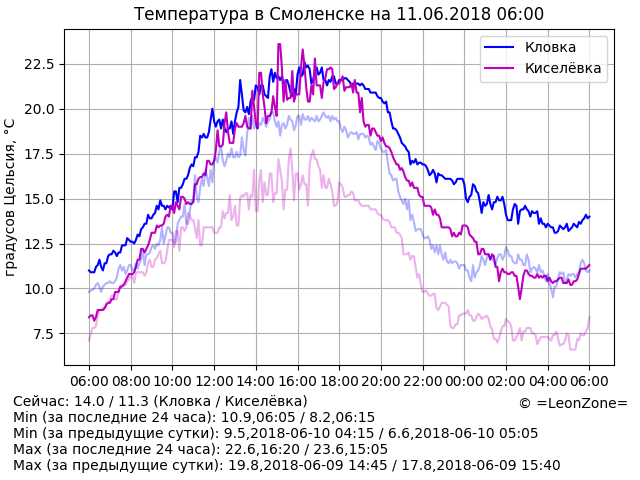 Температура в Смоленске на 11.06.2018 06:00
Кловка
Киселёвка
градусов Цельсия, °C
22.5
20.0
17.5
15.0
12.5
10.0
7.5
06:00 08:00 10:00 12:00 14:00 16:00 18:00 20:00 22:00 00:00 02:00 04:00 06:00
Сейчас: 14.0 / 11.3 (Кловка / Киселёвка)
© =LeonZone=
Min (за последние 24 часа): 10.9,06:05 / 8.2,06:15
Min (за предыдущие сутки): 9.5,2018-06-10 04:15 / 6.6,2018-06-10 05:05
Max (за последние 24 часа): 22.6,16:20 / 23.6,15:05
Max (за предыдущие сутки): 19.8,2018-06-09 14:45 / 17.8,2018-06-09 15:40